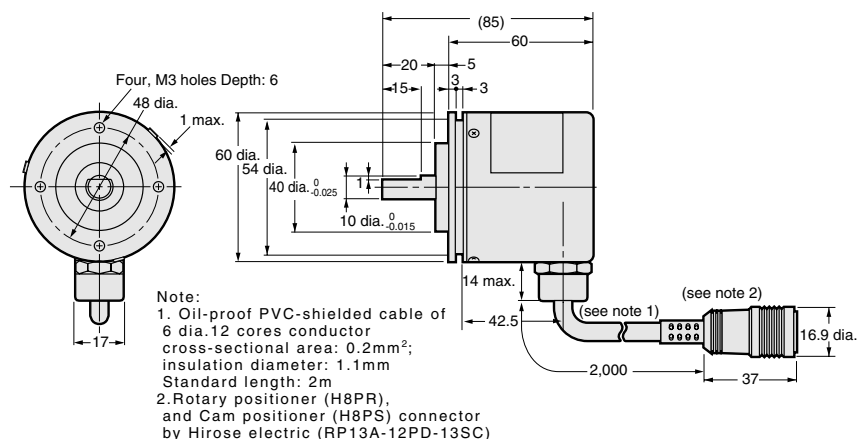 (85)
60
20
5
3
15
3
Four, M3 holes Depth: 6
48 dia.
1 max.
60 dia.
54 dia.
40 dia. 0 -0.025
1
10 dia. 0 -0.015
14 max.
42.5
(see note 1)
(see note 2)
16.9 dia.
2,000
37
17
Note:
1. Oil-proof PVC-shielded cable of
6 dia.12 cores conductor
cross-sectional area: 0.2mm²;
insulation diameter: 1.1mm
Standard length: 2m
2.Rotary positioner (H8PR),
and Cam positioner (H8PS) connector
by Hirose electric (RP13A-12PD-13SC)